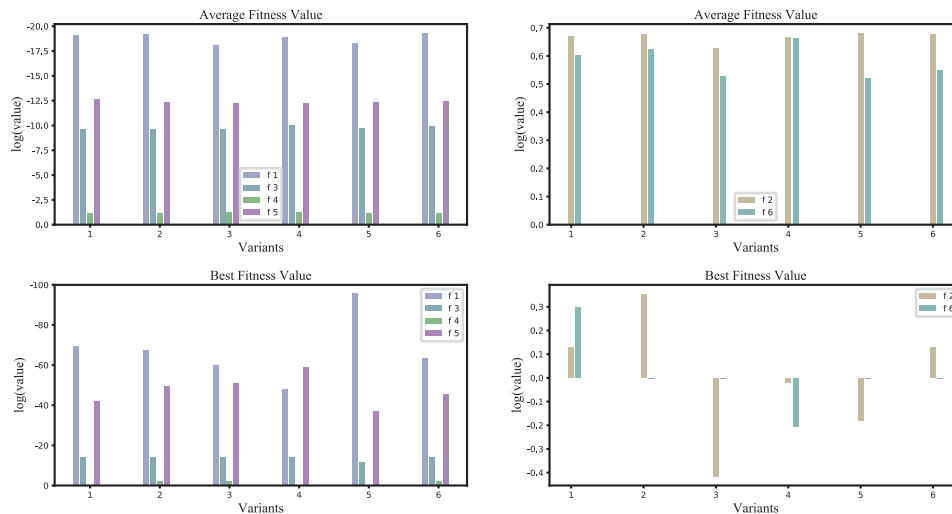 Average Fitness Value
-20.0
-17.5
-15.0
-12.5
-10.0
-7.5
-5.0
-2.5
0.0
log(value)
f 1
f 3
f 4
f 5
1 2 3 4 5 6
Variants
Average Fitness Value
0,7
0,6
0,5
0,4
0,3
0,2
0,1
0,0
log(value)
f 2
f 6
1 2 3 4 5 6
Variants
Best Fitness Value
-100
-80
-60
-40
-20
0
log(value)
f 1
f 3
f 4
f 5
1 2 3 4 5 6
Variants
Best Fitness Value
0,3
0,2
0,1
0,0
-0.1
-0.2
-0.3
-0.4
log(value)
f 2
f 6
1 2 3 4 5 6
Variants